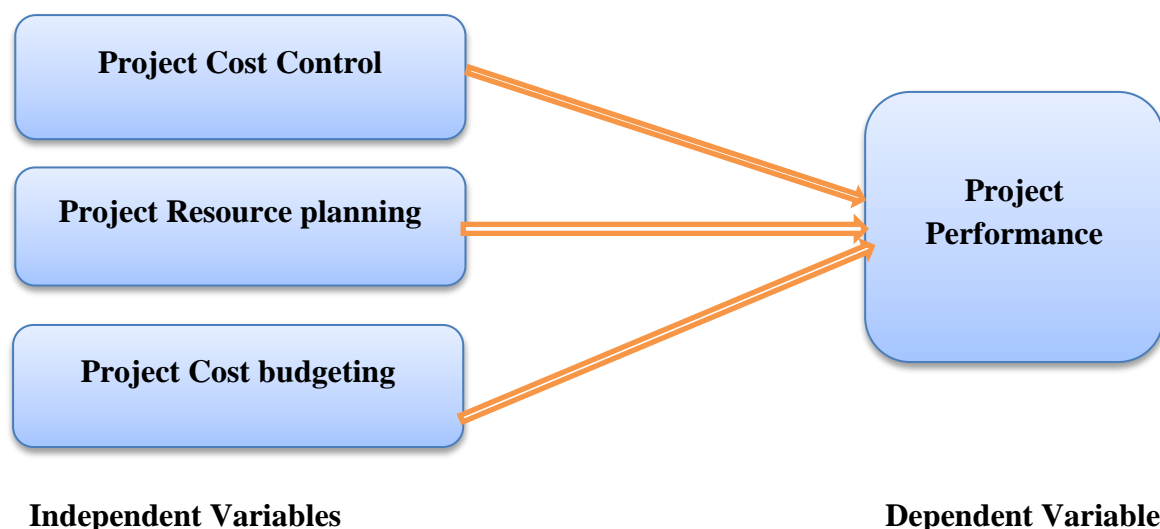 Project Cost Control
Project Resource planning
Project Cost budgeting
Project
Performance
Independent Variables
Dependent Variable